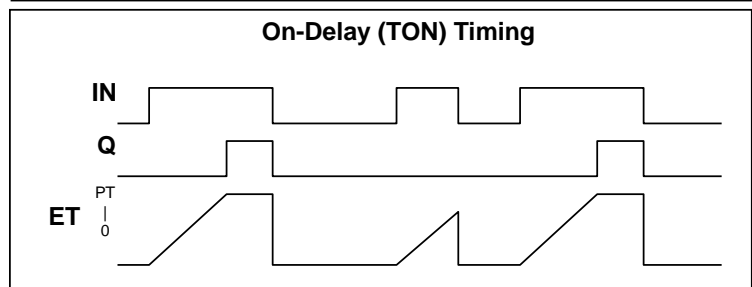 On-Delay (TON) Timing
IN
Q
PT
ET |
0